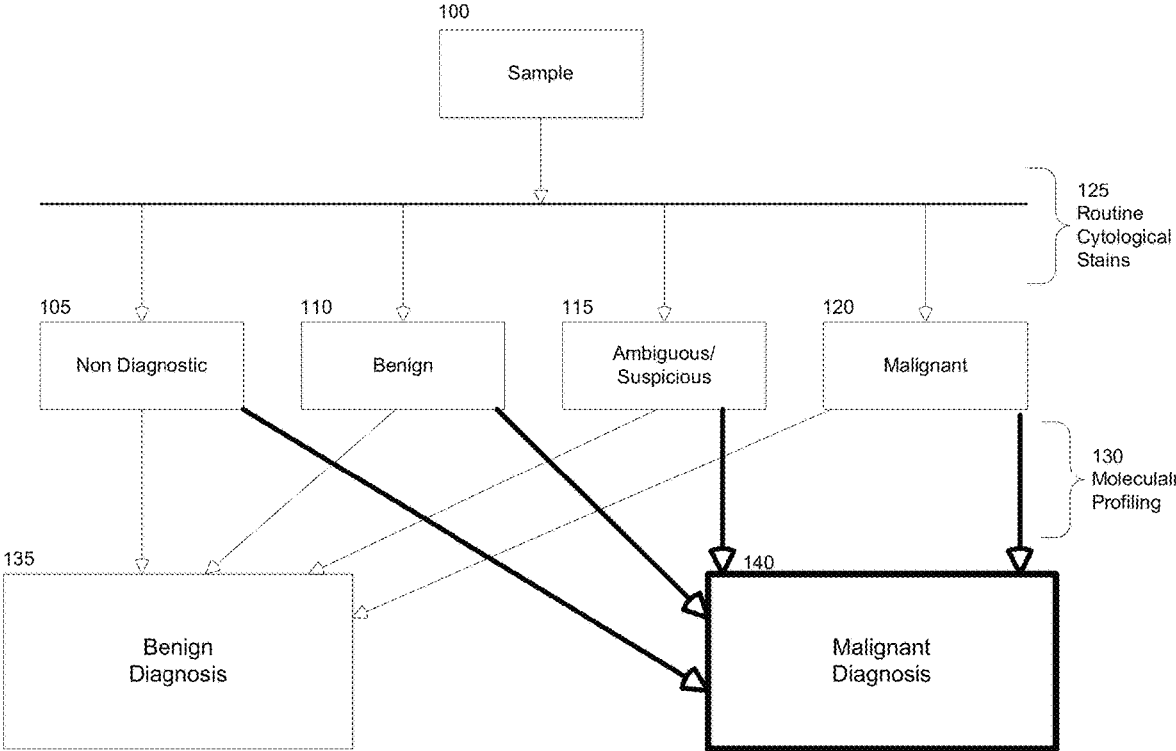 100
Sample
125
Routine
Cytological
Stains
105
110
115
120
Non Diagnostic
Benign
Ambiguous/
Suspicious
Malignant
130
Molecular
Profiling
135
140
Benign
Diagnosis
Malignant
Diagnosis